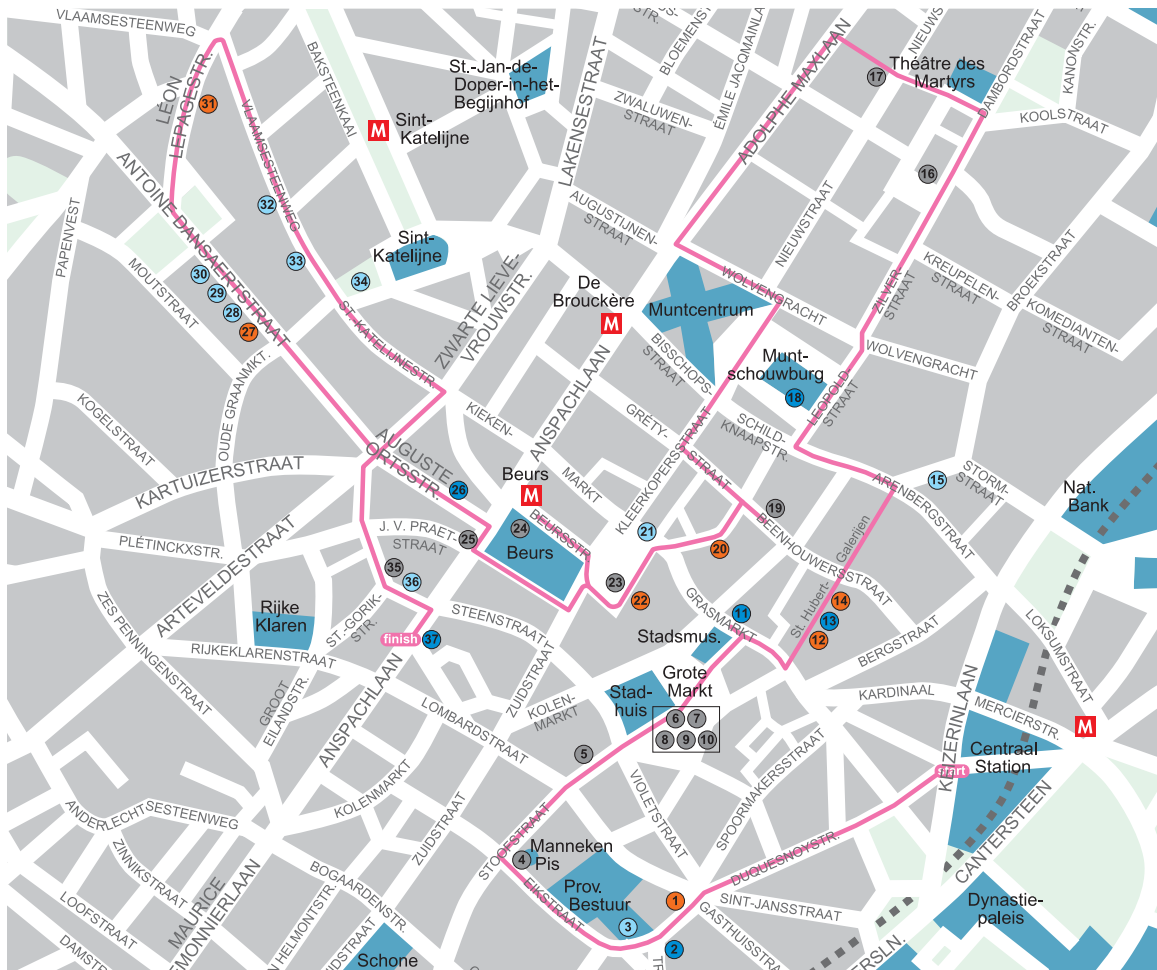 VLAAMSESTEENWEG
LÉON
LEPAGESTR.
BAKSTEENKAAI
M
Sint-
Katelijne
St.-Jan-de-
Doper-in-het-
Begijnhof
LAKENSESTRAAT
BLOEMENSTR.
ÉMILE JACQMAINLAAN
ZWALUWEN-
STRAAT
ADOLPHE MAXLAAN
NIEUWSTR.
17
Théâtre des
Martyrs
DAMBORDSTRAAT
KANONSTR.
KOOLSTRAAT
31
VLAAMSESTEENWEG
32
33
ANTOINE DANSAERTSTRAAT
PAPENVEST
MOUTSTRAAT
30
29
28
27
Sint-
Katelijne
34
ST. KATELIJNESTR.
ZWARTE LIEVE-
VROUWSTR.
AUGUSTIJNEN-
STRAAT
De
Brouckère
M
Muntcentrum
WOLVENGRACHT
NIEUWSTRAAT
16
ZILVER-
STRAAT
KREUPELEN-
STRAAT
BROEKSTRAAT
KOMEDIANTEN-
STRAAT
WOLVENGRACHT
BISSCHOPS-
STRAAT
Munt-
schouwburg
18
LEOPOLD-
STRAAT
SCHILD-
KNAAPSTR.
ANSPACHLAAN
GRÉTY-
STRAAT
KIEKEN-
MARKT
KLEERKOPERSSTRAAT
OUDE GRAANMKT.
KOGELSTRAAT
KARTUIZERSTRAAT
AUGUSTE
ORTSSTR.
26
Beurs
M
24
Beurs
BEURSSTR.
J. V. PRAET-
STRAAT
25
PLÉTINCKXSTR.
ARTEVELDESTRAAT
ZES PENNINGENSTRAAT
35
36
ST.-GORIK-
STR.
21
19
20
BEENHOUWERSSTRAAT
ARENBERGSTRAAT
15
STORM-
STRAAT
Nat.
Bank
23
22
GRASMARKT
11
St. Hubert-
Galerijen
14
13
12
Stadsmus.
STEENSTRAAT
Rijke
Klaren
RIJKEKLARENSTRAAT
finish
37
ANSPACHLAAN
GROOT
EILANDSTR.
ZUIDSTRAAT
KOLEN-
MARKT
Stad-
huis
Grote
Markt
6
7
8
9
10
BERGSTRAAT
LOKSUMSTRAAT
KARDINAAL
MERCIERSTR.
M
KEIZERINLAAN
Centraal
Station
start
CANTERSTEEN
LOMBARDSTRAAT
5
KOLENMARKT
VIOLETSTR.
SPOORMAKERSSTRAAT
STOOFSTRAAT
ANDERLECHTSESTEENWEG
ZINNIKSTRAAT
LOOFSTRAAT
MAURICE
EMONNIERLAAN
ZUIDSTRAAT
BOGAARDENSTR.
4
Manneken
Pis
Prov.
Bestuur
EIKSTRAAT
3
1
2
DUQUESNOYSTR.
SINT-JANSSTRAAT
GASTHUISSTR.
Dynastie-
paleis
ERSLN.
DAMSTR.
N HELMONTSTR.
UIDSTRAAT
Schone
TR